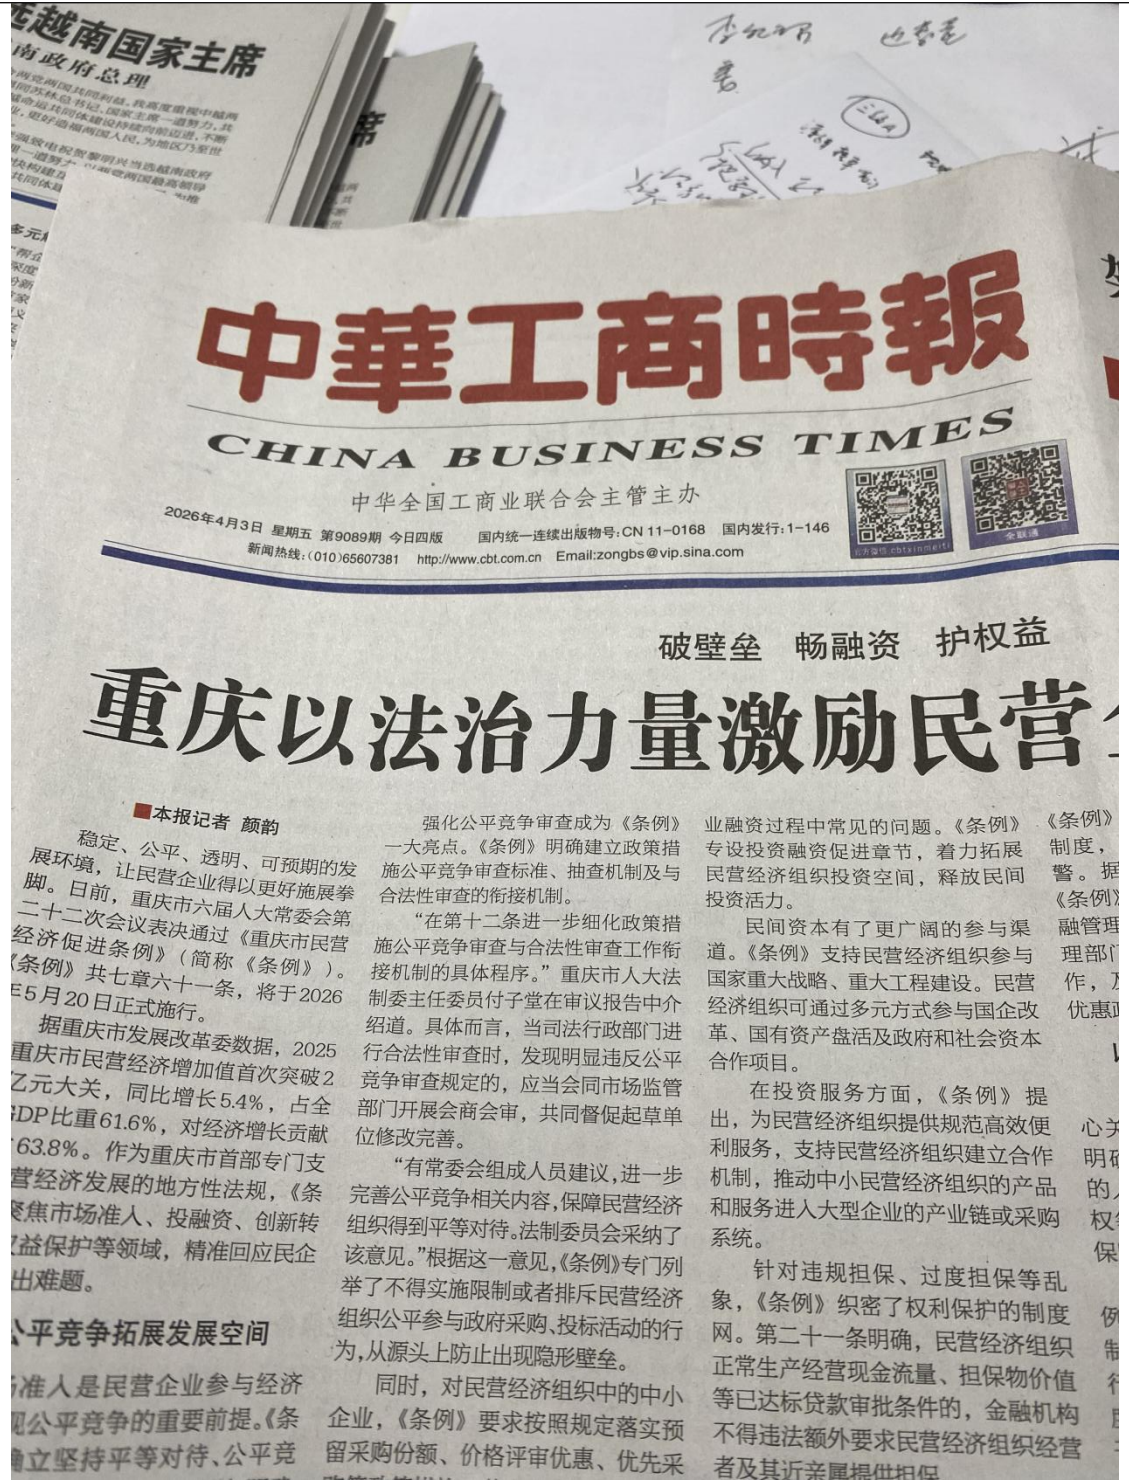 选越南国家主席
南政府总理
席
中華工商時報
CHINA BUSINESS TIMES
中华全国工商业联合会主管主办
2026年4月3日 星期五 第9089期 今日四版 国内统一连续出版物号:CN 11-0168 国内发行:1-146
新闻热线:(010)65607381 http://www.cbt.com.cn Email:zongbs@vip.sina.com
官方微信 cbtxinmeiti
全联通
破壁垒 畅融资 护权益
重庆以法治力量激励民营
■本报记者 颜韵
稳定、公平、透明、可预期的发
展环境，让民营企业得以更好施展拳
脚。日前，重庆市六届人大常委会第
二十二次会议表决通过《重庆市民营
经济促进条例》（简称《条例》）。
《条例》共七章六十一条，将于2026
年5月20日正式施行。
据重庆市发展改革委数据，2025
重庆市民营经济增加值首次突破2
亿元大关，同比增长5.4%，占全
GDP比重61.6%，对经济增长贡献
63.8%。作为重庆市首部专门支
营经济发展的地方性法规，《条
聚焦市场准入、投融资、创新转
权益保护等领域，精准回应民企
出难题。
公平竞争拓展发展空间
准入是民营企业参与经济
现公平竞争的重要前提。《条
确立坚持平等对待、公平竞
强化公平竞争审查成为《条例》
一大亮点。《条例》明确建立政策措
施公平竞争审查标准、抽查机制及与
合法性审查的衔接机制。
“在第十二条进一步细化政策措
施公平竞争审查与合法性审查工作衔
接机制的具体程序。”重庆市人大法
制委主任委员付子堂在审议报告中介
绍道。具体而言，当司法行政部门进
行合法性审查时，发现明显违反公平
竞争审查规定的，应当会同市场监管
部门开展会商会审，共同督促起草单
位修改完善。
“有常委会组成人员建议，进一步
完善公平竞争相关内容，保障民营经济
组织得到平等对待。法制委员会采纳了
该意见。”根据这一意见，《条例》专门列
举了不得实施限制或者排斥民营经济
组织公平参与政府采购、投标活动的行
为，从源头上防止出现隐形壁垒。
同时，对民营经济组织中的中小
企业，《条例》要求按照规定落实预
留采购份额、价格评审优惠、优先采
业融资过程中常见的问题。《条例》
专设投资融资促进章节，着力拓展
民营经济组织投资空间，释放民间
投资活力。
民间资本有了更广阔的参与渠
道。《条例》支持民营经济组织参与
国家重大战略、重大工程建设。民营
经济组织可通过多元方式参与国企改
革、国有资产盘活及政府和社会资本
合作项目。
在投资服务方面，《条例》提
出，为民营经济组织提供规范高效便
利服务，支持民营经济组织建立合作
机制，推动中小民营经济组织的产品
和服务进入大型企业的产业链或采购
系统。
针对违规担保、过度担保等乱
象，《条例》织密了权利保护的制度
网。第二十一条明确，民营经济组织
正常生产经营现金流量、担保物价值
等已达标贷款审批条件的，金融机构
不得违法额外要求民营经济组织经营
者及其近亲属提供担保
《条例》
制度，
警。据
《条例》
融管理
理部门
作，及
优惠政
心关
明确
的
权
保
例
制
行